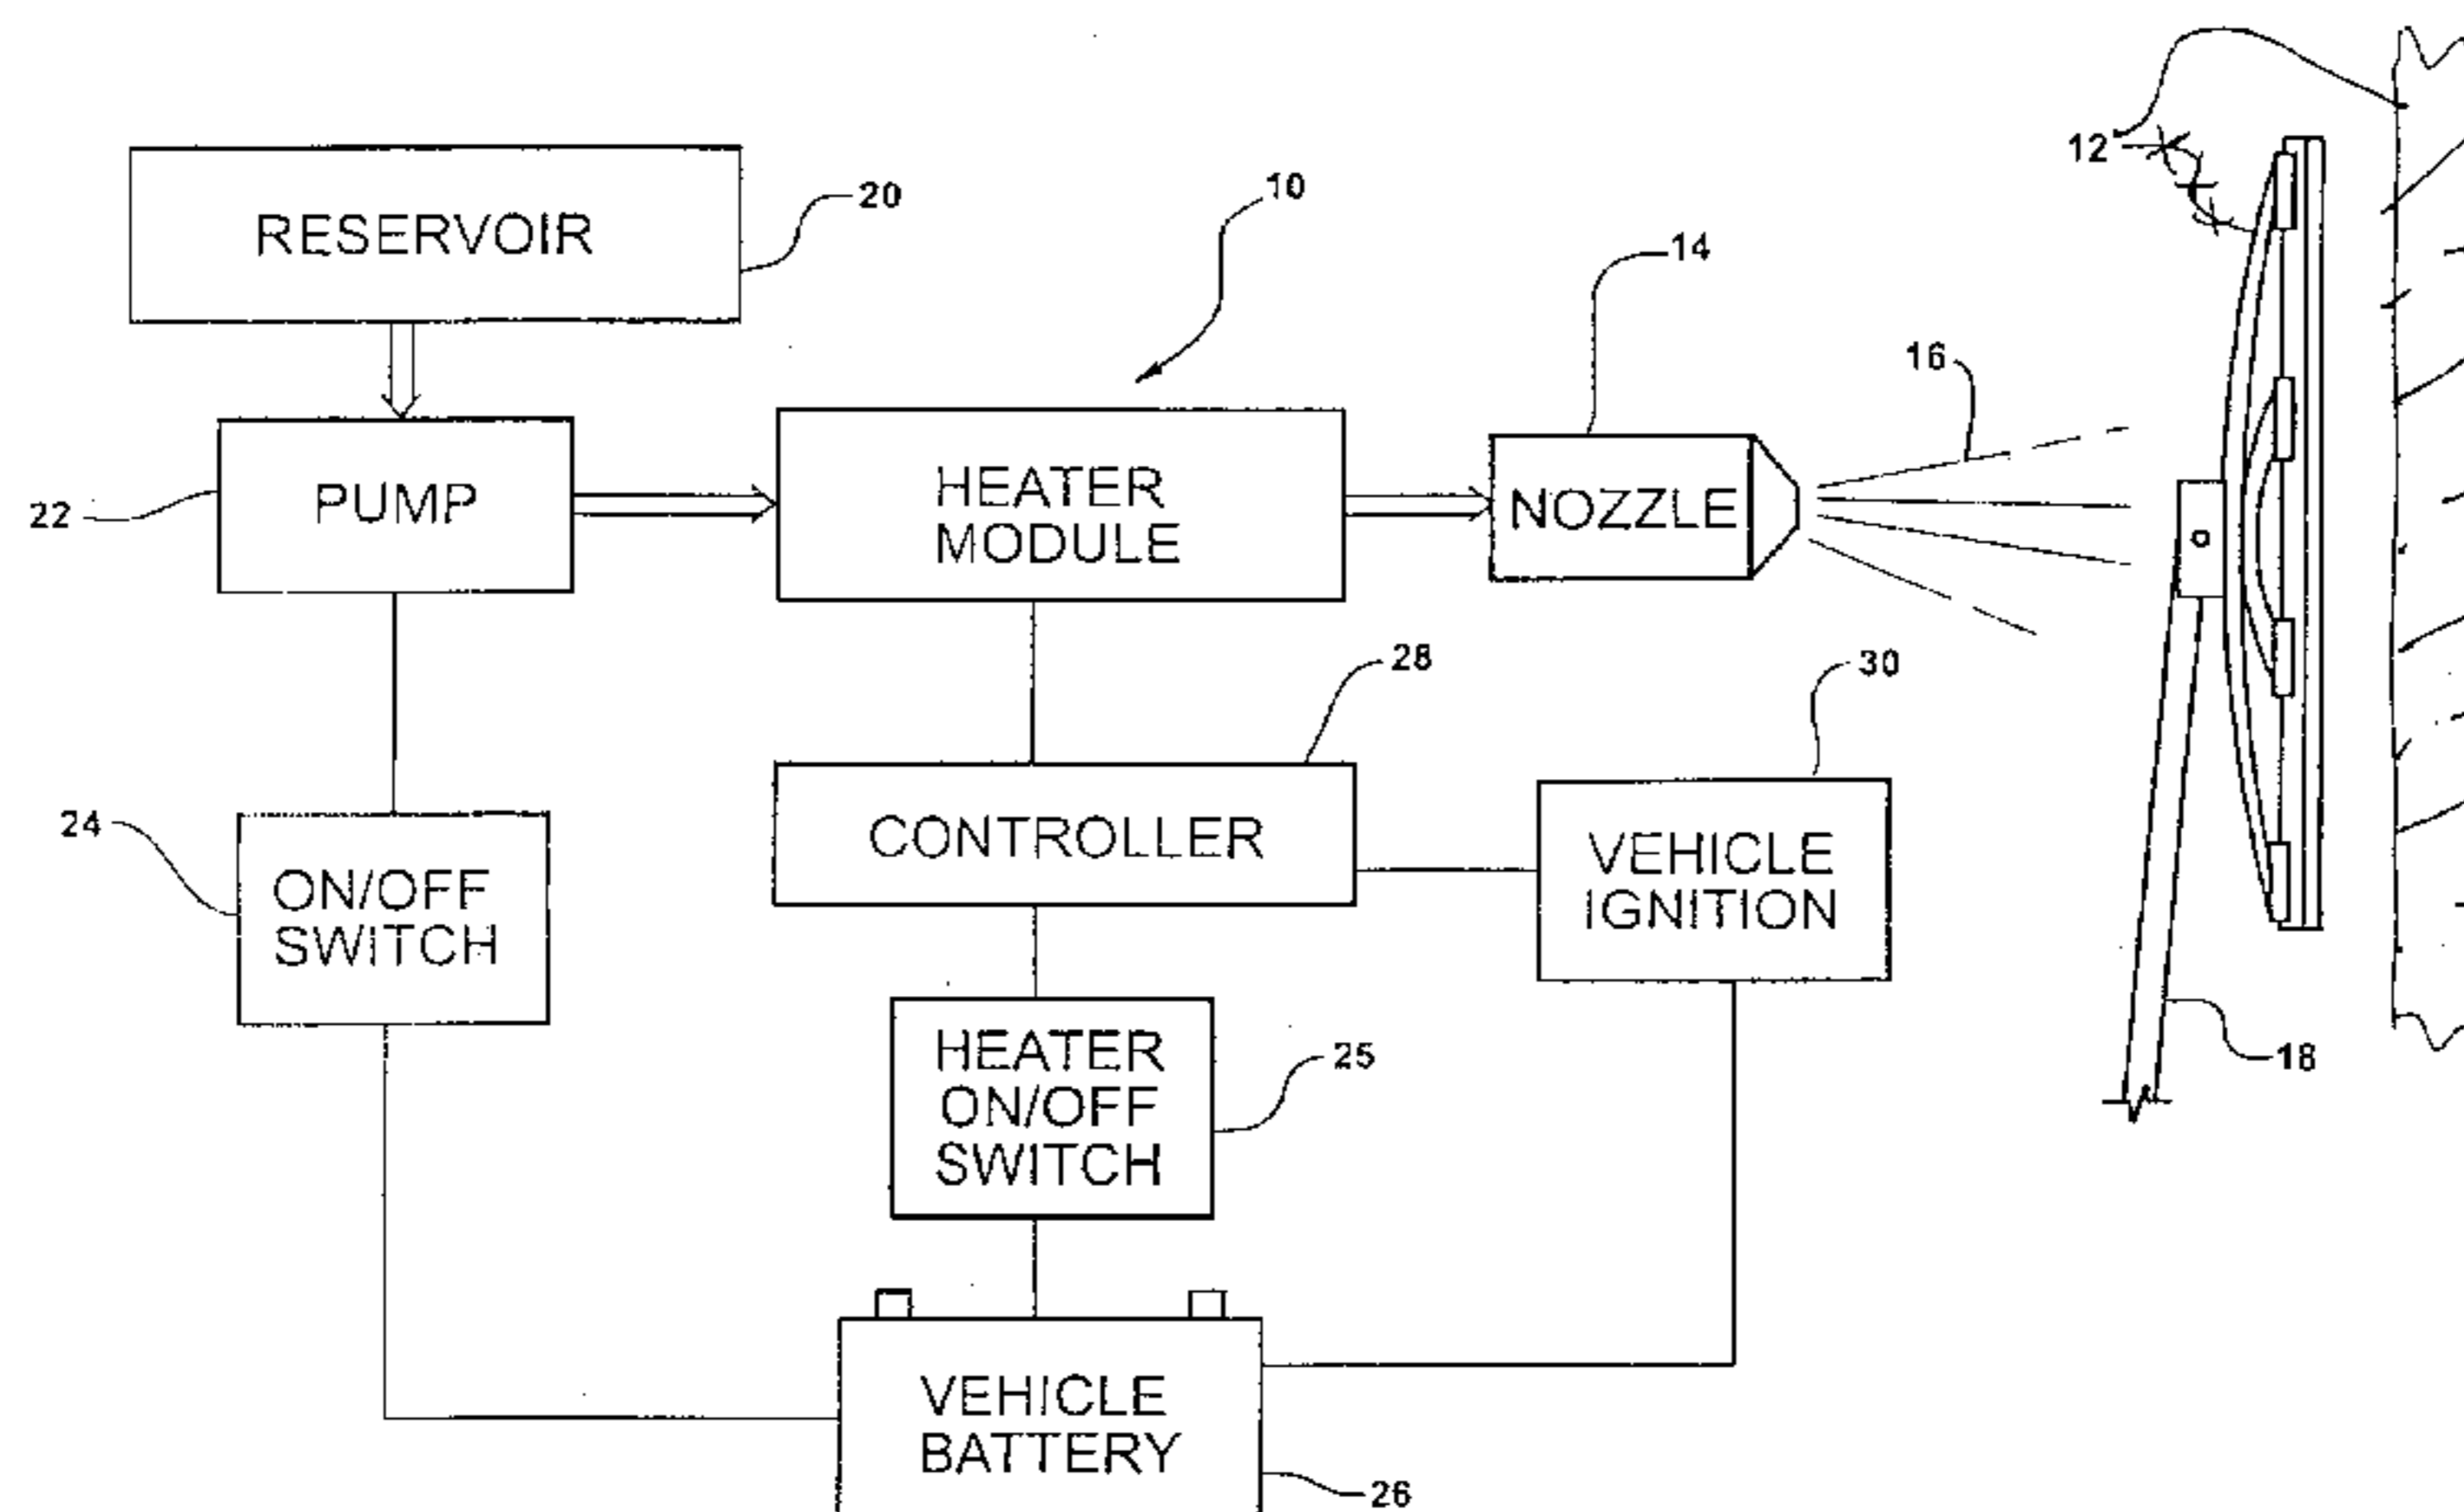 12
RESERVOIR
20
10
14
16
22
PUMP
HEATER
MODULE
NOZZLE
28
30
24
ON/OFF
SWITCH
CONTROLLER
VEHICLE
IGNITION
HEATER
ON/OFF
SWITCH
25
18
VEHICLE
BATTERY
26